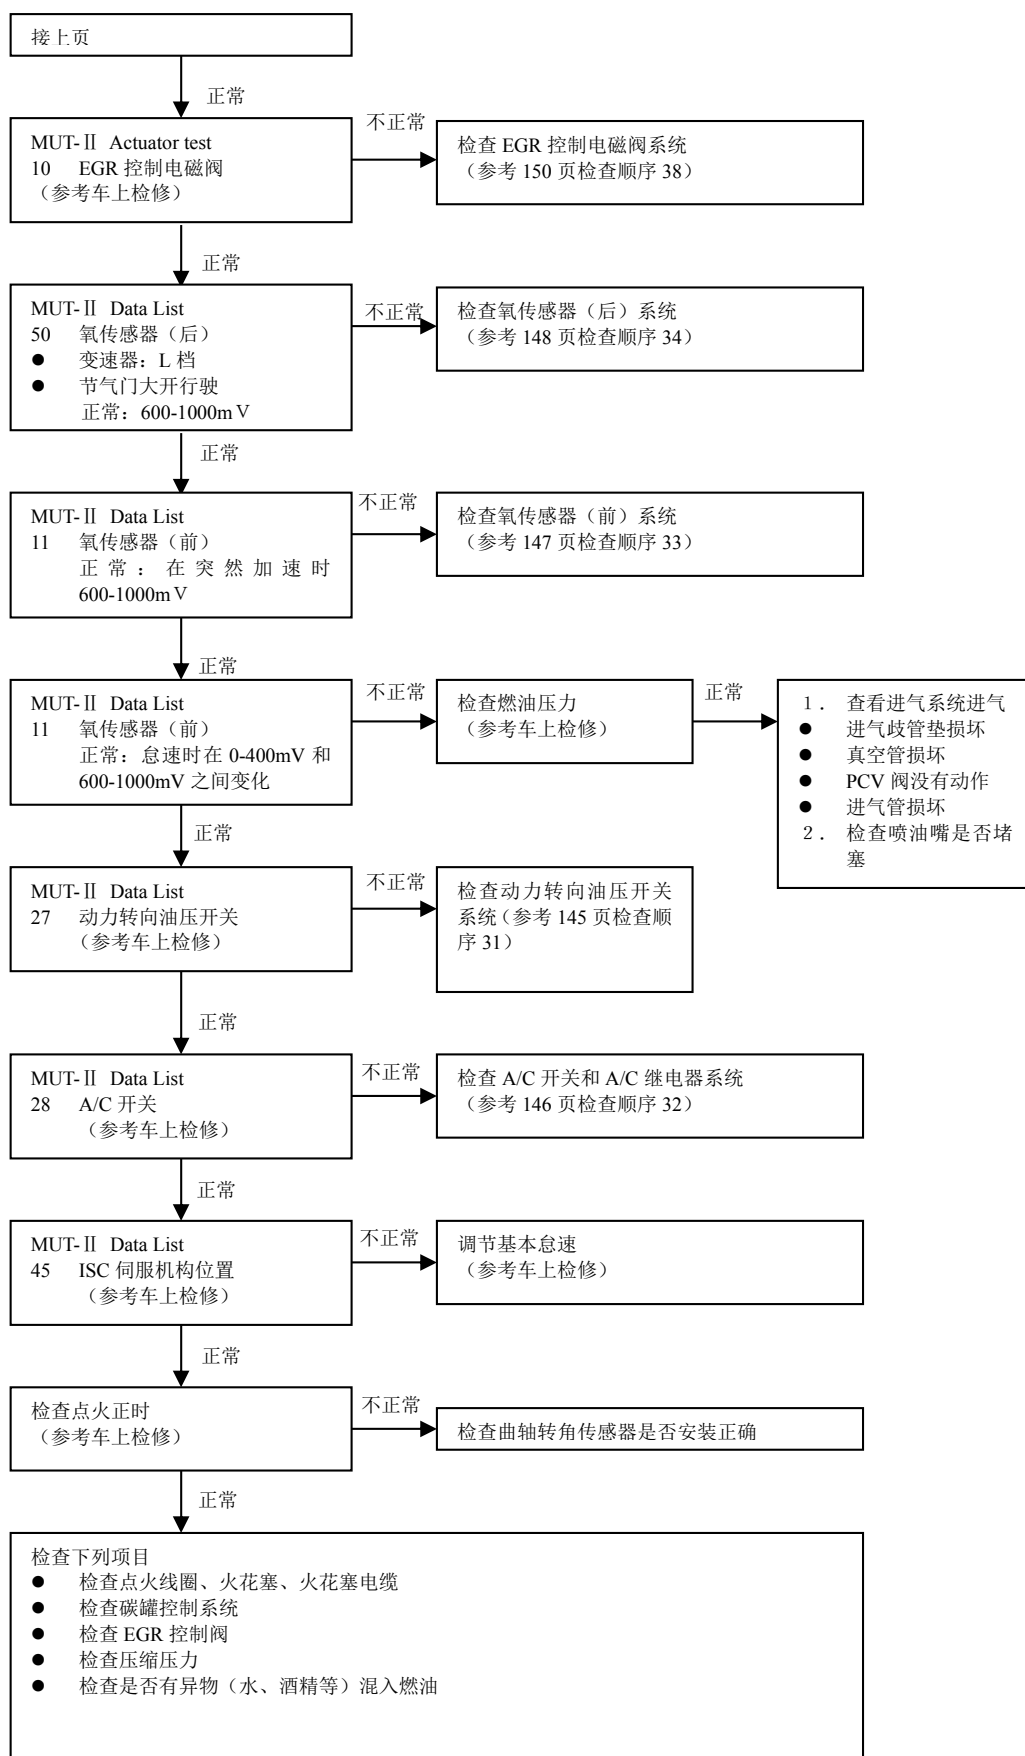 接上页
正常
MUT-Ⅱ Actuator test
10 EGR 控制电磁阀
（参考车上检修）
不正常
检查 EGR 控制电磁阀系统
（参考 150 页检查顺序 38）
正常
MUT-Ⅱ Data List
50 氧传感器（后）
● 变速器：L 档
● 节气门大开行驶
正常：600-1000mV
不正常
检查氧传感器（后）系统
（参考 148 页检查顺序 34）
正常
MUT-Ⅱ Data List
11 氧传感器（前）
正常：在突然加速时
600-1000mV
不正常
检查氧传感器（前）系统
（参考 147 页检查顺序 33）
正常
MUT-Ⅱ Data List
11 氧传感器（前）
正常：怠速时在 0-400mV 和
600-1000mV 之间变化
不正常
检查燃油压力
（参考车上检修）
正常
1． 查看进气系统进气
● 进气歧管垫损坏
● 真空管损坏
● PCV 阀没有动作
● 进气管损坏
2． 检查喷油嘴是否堵
塞
正常
MUT-Ⅱ Data List
27 动力转向油压开关
（参考车上检修）
不正常
检查动力转向油压开关
系统（参考 145 页检查顺
序 31）
正常
MUT-Ⅱ Data List
28 A/C 开关
（参考车上检修）
不正常
检查 A/C 开关和 A/C 继电器系统
（参考 146 页检查顺序 32）
正常
MUT-Ⅱ Data List
45 ISC 伺服机构位置
（参考车上检修）
不正常
调节基本怠速
（参考车上检修）
正常
检查点火正时
（参考车上检修）
不正常
检查曲轴转角传感器是否安装正确
正常
检查下列项目
● 检查点火线圈、火花塞、火花塞电缆
● 检查碳罐控制系统
● 检查 EGR 控制阀
● 检查压缩压力
● 检查是否有异物（水、酒精等）混入燃油